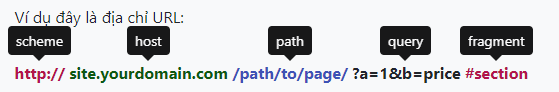 Ví dụ đây là địa chỉ URL:
scheme host path query fragment
http:// site.yourdomain.com /path/to/page/ ?a=1&b=price #section